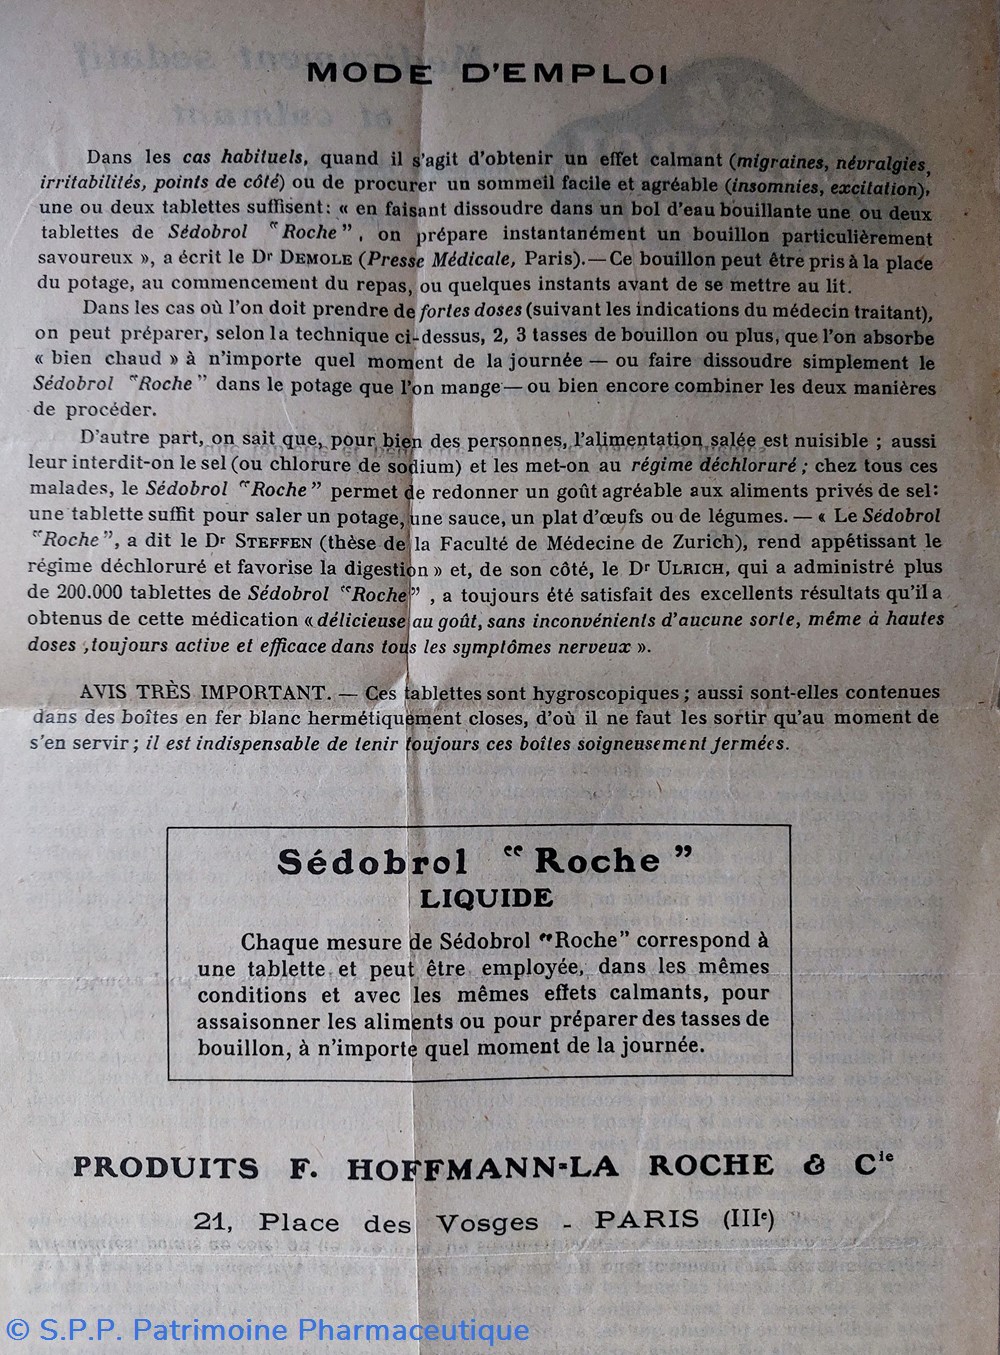 MODE D'EMPLOI
Dans les cas habituels, quand il s'agit d'obtenir un effet calmant (migraines, névralgies,
irritabilités, points de côté) ou de procurer un sommeil facile et agréable (insomnies, excitation),
une ou deux tablettes suffisent : « en faisant dissoudre dans un bol d'eau bouillante une ou deux
tablettes de Sédobrol "Roche", on prépare instantanément un bouillon particulièrement
savoureux », a écrit le Dr DEMOLE (Presse Médicale, Paris). — Ce bouillon peut être pris à la place
du potage, au commencement du repas, ou quelques instants avant de se mettre au lit.
Dans les cas où l'on doit prendre de fortes doses (suivant les indications du médecin traitant),
on peut préparer, selon la technique ci-dessus, 2, 3 tasses de bouillon ou plus, que l'on absorbe
« bien chaud » à n'importe quel moment de la journée — ou faire dissoudre simplement le
Sédobrol "Roche" dans le potage que l'on mange — ou bien encore combiner les deux manières
de procéder.
D'autre part, on sait que, pour bien des personnes, l'alimentation salée est nuisible ; aussi
leur interdit-on le sel (ou chlorure de sodium) et les met-on au régime déchloruré ; chez tous ces
malades, le Sédobrol "Roche" permet de redonner un goût agréable aux aliments privés de sel :
une tablette suffit pour saler un potage, une sauce, un plat d'œufs ou de légumes. — « Le Sédobrol
"Roche", a dit le Dr STEFFEN (thèse de la Faculté de Médecine de Zurich), rend appétissant le
régime déchloruré et favorise la digestion » et, de son côté, le Dr ULRICH, qui a administré plus
de 200.000 tablettes de Sédobrol "Roche" , a toujours été satisfait des excellents résultats qu'il a
obtenus de cette médication « délicieuse au goût, sans inconvénients d'aucune sorte, même à hautes
doses , toujours active et efficace dans tous les symptômes nerveux ».
AVIS TRÈS IMPORTANT. — Ces tablettes sont hygroscopiques ; aussi sont-elles contenues
dans des boîtes en fer blanc hermétiquement closes, d'où il ne faut les sortir qu'au moment de
s'en servir ; il est indispensable de tenir toujours ces boîtes soigneusement fermées.
Sédobrol "Roche"
LIQUIDE
Chaque mesure de Sédobrol "Roche" correspond à
une tablette et peut être employée, dans les mêmes
conditions et avec les mêmes effets calmants, pour
assaisonner les aliments ou pour préparer des tasses de
bouillon, à n'importe quel moment de la journée.
PRODUITS F. HOFFMANN-LA ROCHE & Cie
21, Place des Vosges - PARIS (IIIe)
© S.P.P. Patrimoine Pharmaceutique